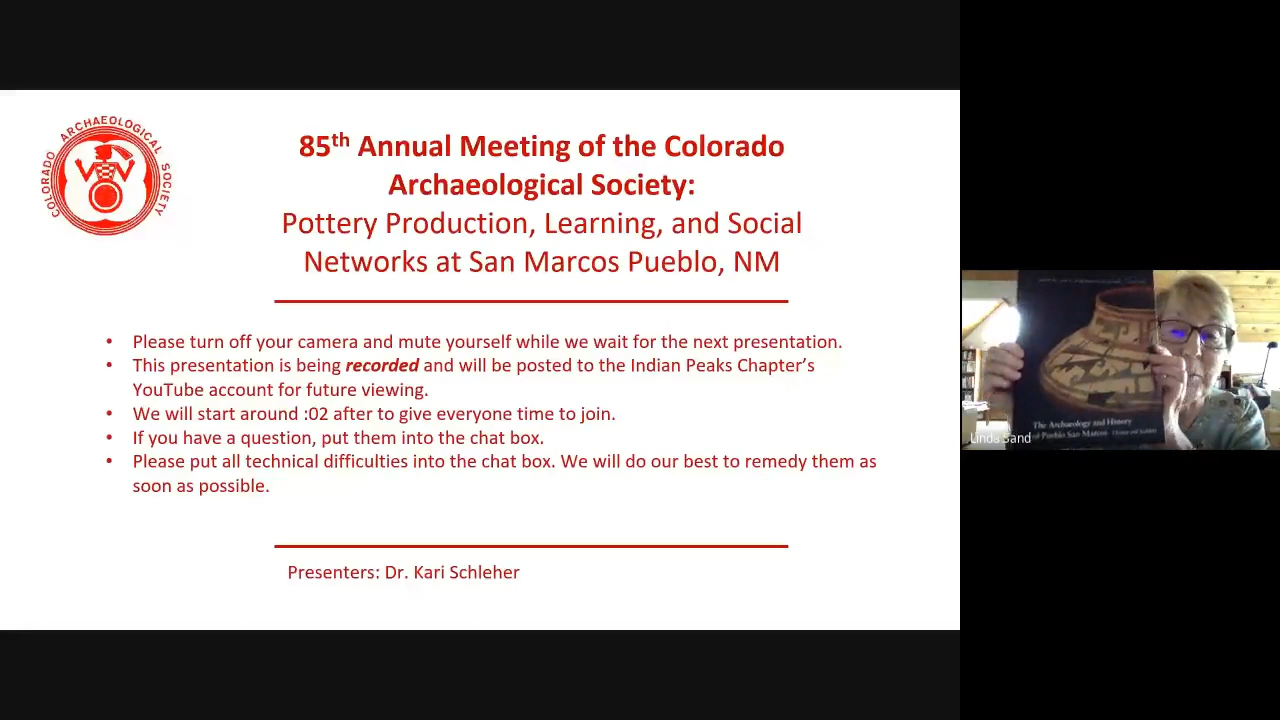 COLORADO ARCHAEOLOGICAL SOCIETY
85th Annual Meeting of the Colorado
Archaeological Society:
Pottery Production, Learning, and Social
Networks at San Marcos Pueblo, NM
• Please turn off your camera and mute yourself while we wait for the next presentation.
• This presentation is being recorded and will be posted to the Indian Peaks Chapter's
YouTube account for future viewing.
• We will start around :02 after to give everyone time to join.
• If you have a question, put them into the chat box.
• Please put all technical difficulties into the chat box. We will do our best to remedy them as
soon as possible.
Presenters: Dr. Kari Schleher
The Archaeology and History
of Pueblo San Marcos
Linda Sand